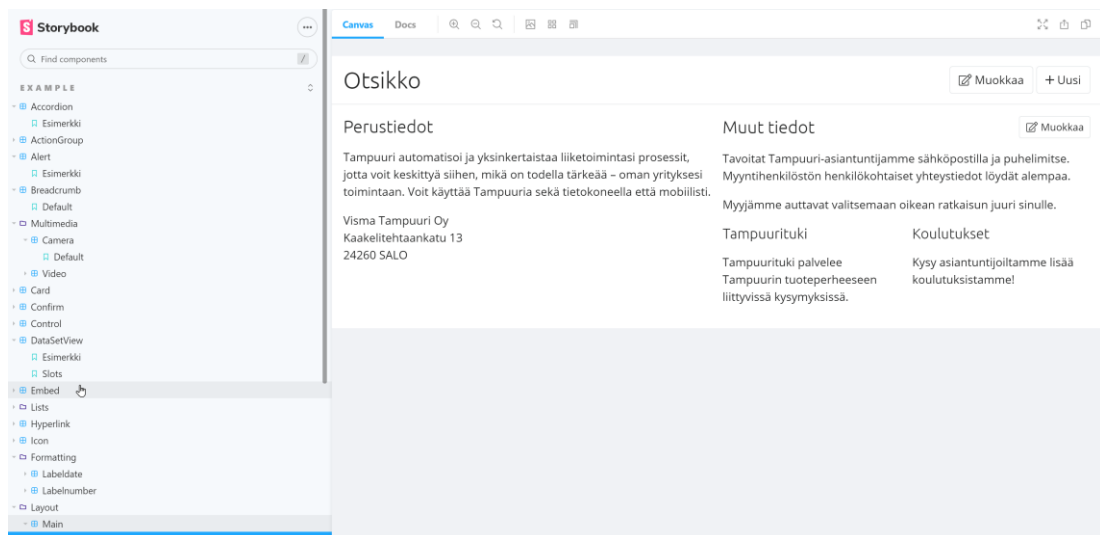 Storybook
Find components
/
EXAMPLE
Accordion
Esimerkki
ActionGroup
Alert
Esimerkki
Breadcrumb
Default
Multimedia
Camera
Default
Video
Card
Confirm
Control
DataSetView
Esimerkki
Slots
Embed
Lists
Hyperlink
Icon
Formatting
Labeldate
Labelnumber
Layout
Main
Canvas
Docs
Otsikko
Muokkaa
+ Uusi
Perustiedot
Tampuuri automatisoi ja yksinkertaistaa liiketoimintasi prosessit,
jotta voit keskittyä siihen, mikä on todella tärkeää – oman yrityksesi
toimintaan. Voit käyttää Tampuuria sekä tietokoneella että mobiilisti.
Visma Tampuuri Oy
Kaakelitehtaankatu 13
24260 SALO
Muut tiedot
Muokkaa
Tavoitat Tampuuri-asiantuntijamme sähköpostilla ja puhelimitse.
Myyntihenkilöstön henkilökohtaiset yhteystiedot löydät alempaa.
Myyjämme auttavat valitsemaan oikean ratkaisun juuri sinulle.
Tampuurituki
Tampuurituki palvelee
Tampuurin tuoteperheeseen
liittyvissä kysymyksissä.
Koulutukset
Kysy asiantuntijoiltamme lisää
koulutuksistamme!